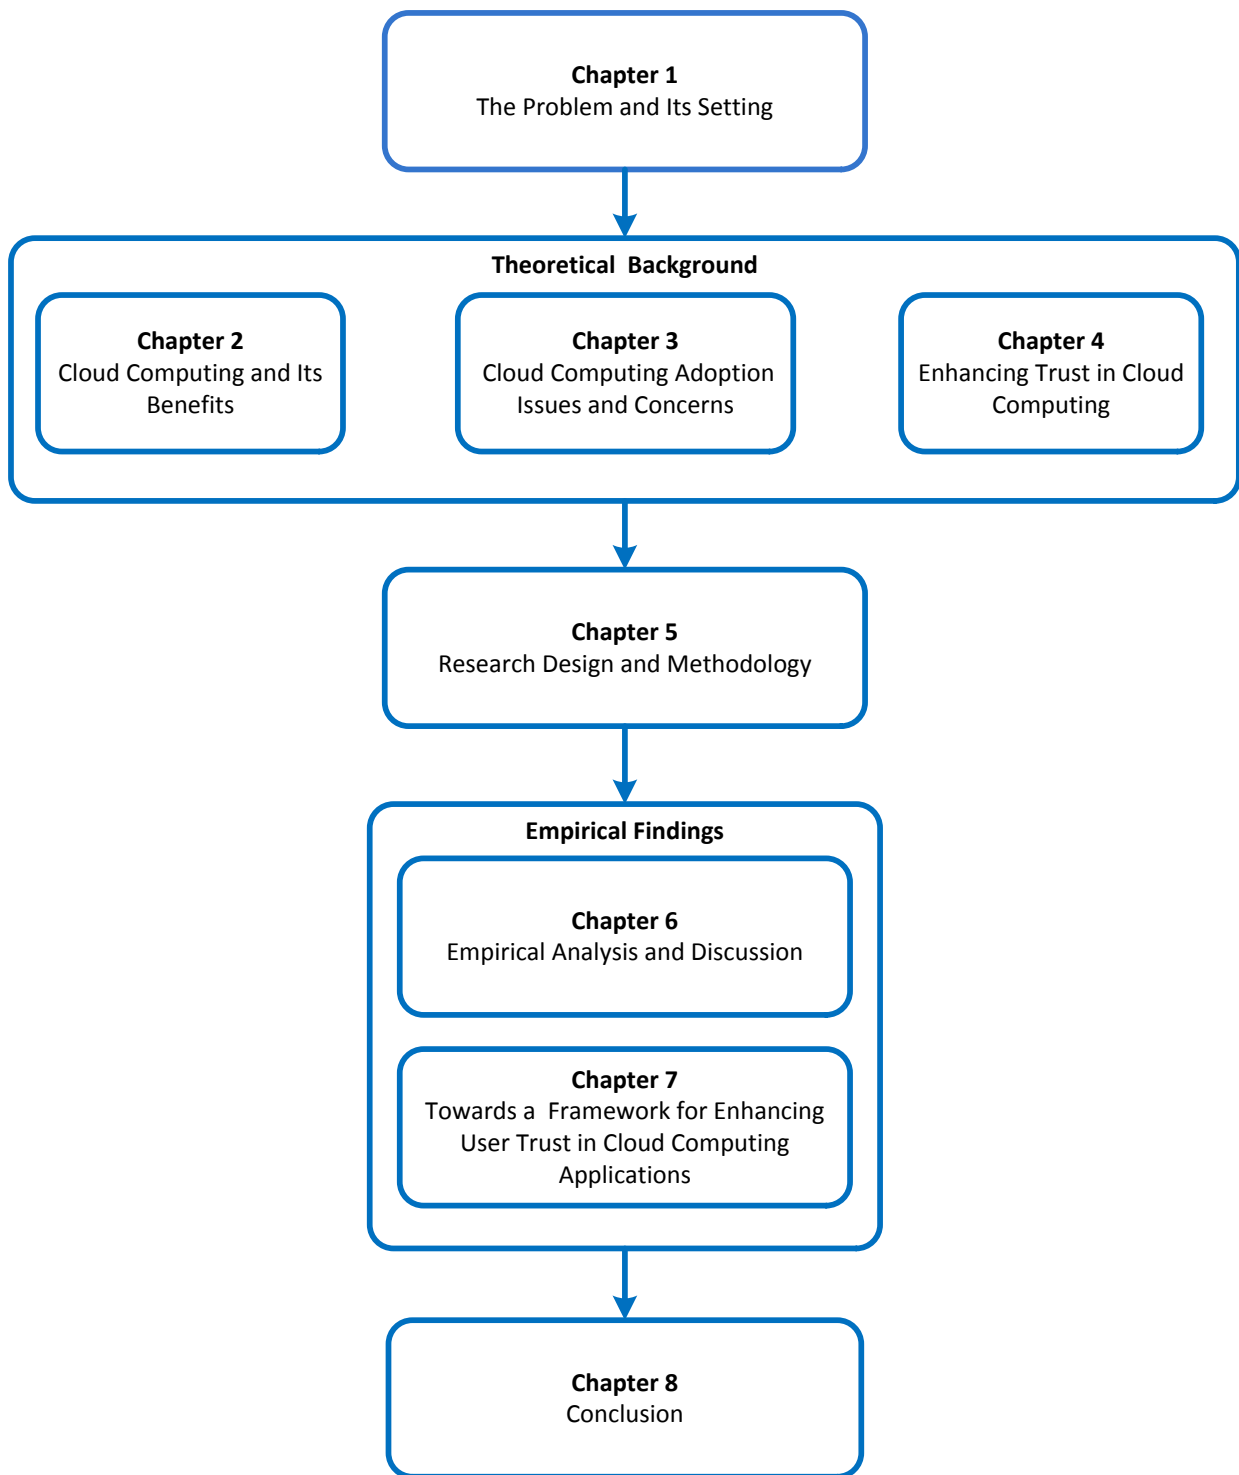 Chapter 1
The Problem and Its Setting
Theoretical Background
Chapter 2
Cloud Computing and Its
Benefits
Chapter 3
Cloud Computing Adoption
Issues and Concerns
Chapter 4
Enhancing Trust in Cloud
Computing
Chapter 5
Research Design and Methodology
Empirical Findings
Chapter 6
Empirical Analysis and Discussion
Chapter 7
Towards a Framework for Enhancing
User Trust in Cloud Computing
Applications
Chapter 8
Conclusion